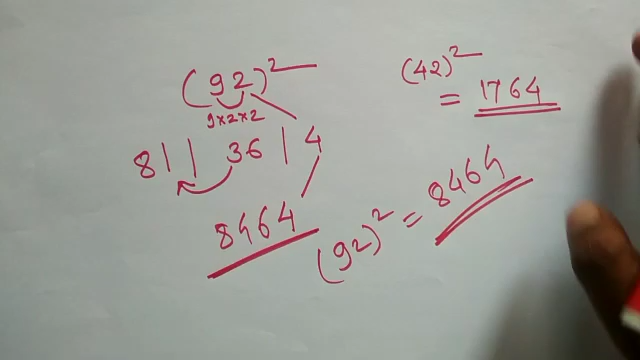 (92)²
9×2×2
81 | 36 | 4
8464
(42)²
= 1764
(92)² = 8464